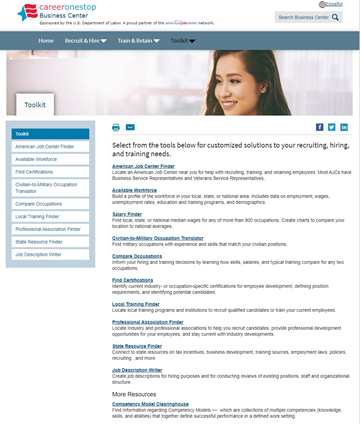 Español
careeronestop
Business Center
Sponsored by the U.S. Department of Labor. A proud partner of the network.
Search Business Center
Home
Recruit & Hire
Train & Retain
Toolkit
Toolkit
Toolkit
American Job Center Finder
Available Workforce
Find Certifications
Civilian-to-Military Occupation
Translator
Compare Occupations
Local Training Finder
Professional Association Finder
State Resource Finder
Job Description Writer
Select from the tools below for customized solutions to your recruiting, hiring,
and training needs.
American Job Center Finder
Locate an American Job Center near you for help with recruiting, training, and retaining employees. Most AJCs have
Business Service Representatives and Veterans Service Representatives.
Available Workforce
Build a profile of the workforce in your local, state, or national area. Includes data on employment, wages,
unemployment rates, education and training programs, and demographics.
Salary Finder
Find local, state, or national median wages for any of more than 800 occupations. Create charts to compare your
location to national averages.
Civilian-to-Military Occupation Translator
Find military occupations with experience and skills that match your civilian positions.
Compare Occupations
Inform your hiring and training decisions by learning how skills, salaries, and typical training compare for any two
occupations.
Find Certifications
Identify current industry- or occupation-specific certifications for employee development, defining position
requirements, and identifying potential candidates.
Local Training Finder
Locate local training programs and institutions to recruit qualified candidates or train your current employees.
Professional Association Finder
Locate industry and professional associations to help you recruit candidates, provide professional development
opportunities for your employees, and stay current with industry developments.
State Resource Finder
Connect to state resources on tax incentives, business development, training sources, employment laws, policies,
recruiting , and more.
Job Description Writer
Create job descriptions for hiring purposes and for conducting reviews of existing positions, staff and organizational
structure.
More Resources
Competency Model Clearinghouse
Find information regarding Competency Models — which are collections of multiple competencies (knowledge,
skills, and abilities) that together define successful performance in a defined work setting.